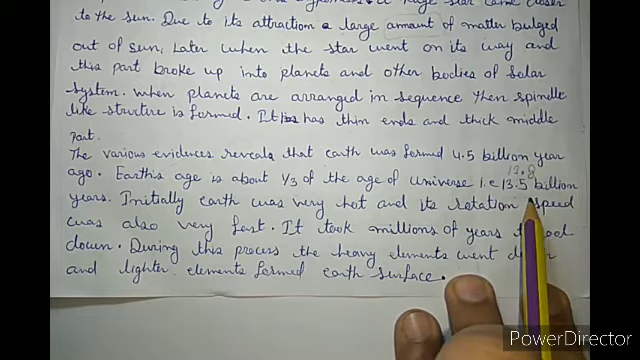 huge star came closer
to the sun. Due to its attraction a large amount of matter bulged
out of sun. Later when the star went on its way and
this part broke up into planets and other bodies of solar
system. When planets are arranged in sequence then spindle
like structure is formed. It has thin ends and thick middle
part.
The various evidences reveals that earth was formed 4.5 billion year
ago. Earth's age is about 1/3 of the age of universe i.e 13.5 billion
13.8
years. Initially earth was very hot and its rotation speed
was also very fast. It took millions of years
down. During this process the heavy elements went
and lighter elements formed earth surface.
PowerDirector